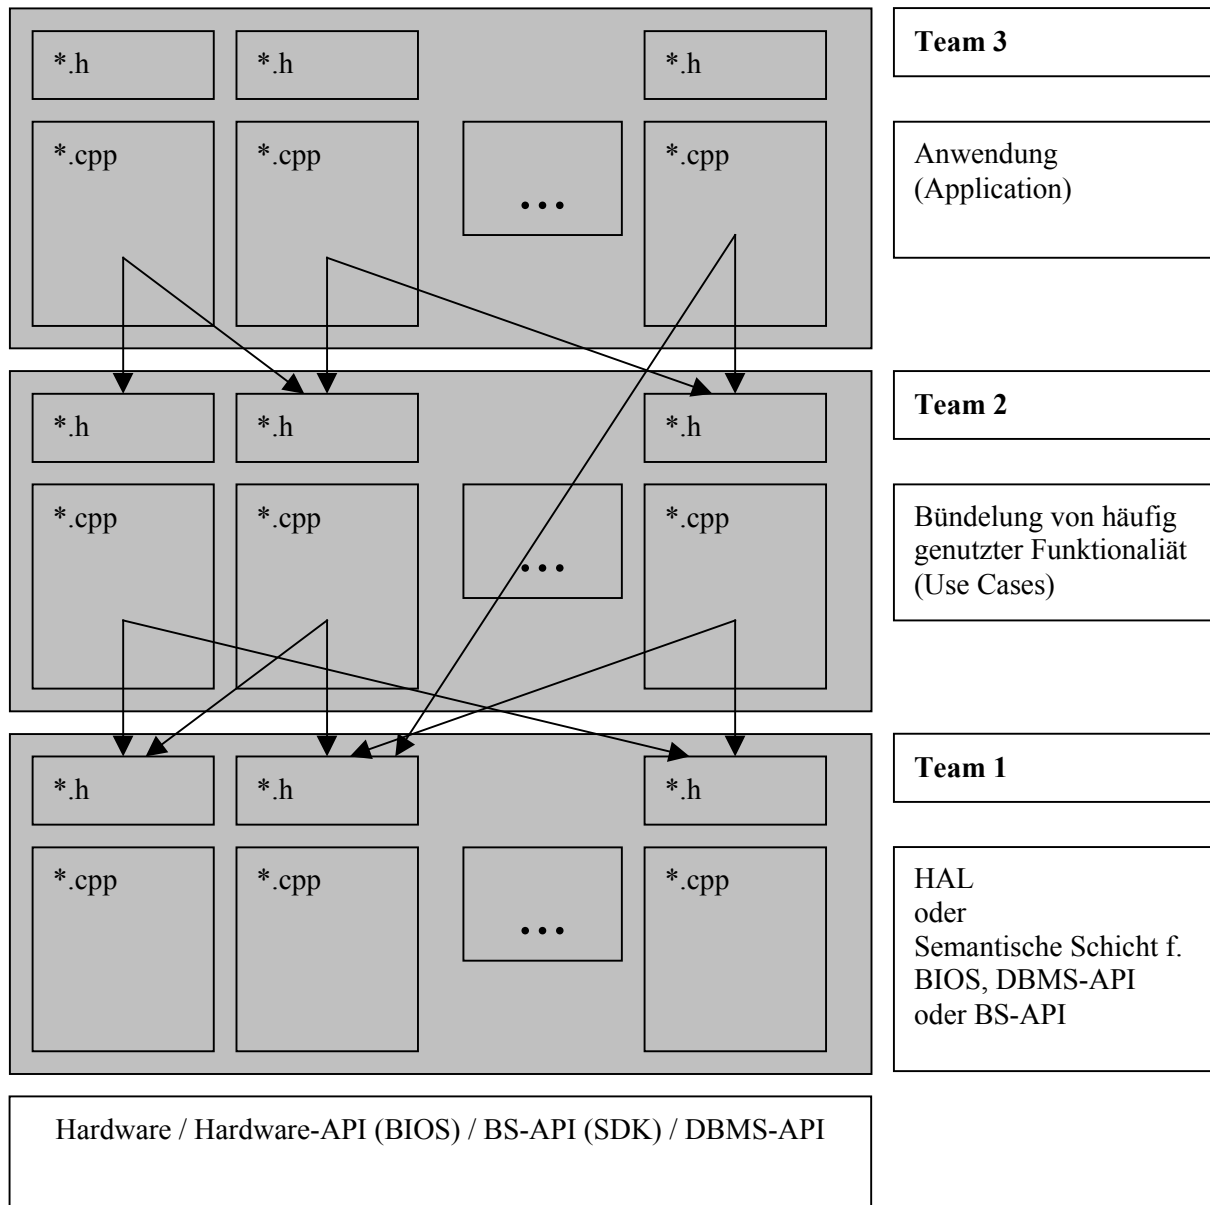 *.h
*.h
*.h
Team 3
*.cpp
*.cpp
...
*.cpp
Anwendung
(Application)
*.h
*.h
*.h
Team 2
*.cpp
*.cpp
...
*.cpp
Bündelung von häufig
genutzter Funktionaliät
(Use Cases)
*.h
*.h
*.h
Team 1
*.cpp
*.cpp
...
*.cpp
HAL
oder
Semantische Schicht f.
BIOS, DBMS-API
oder BS-API
Hardware / Hardware-API (BIOS) / BS-API (SDK) / DBMS-API